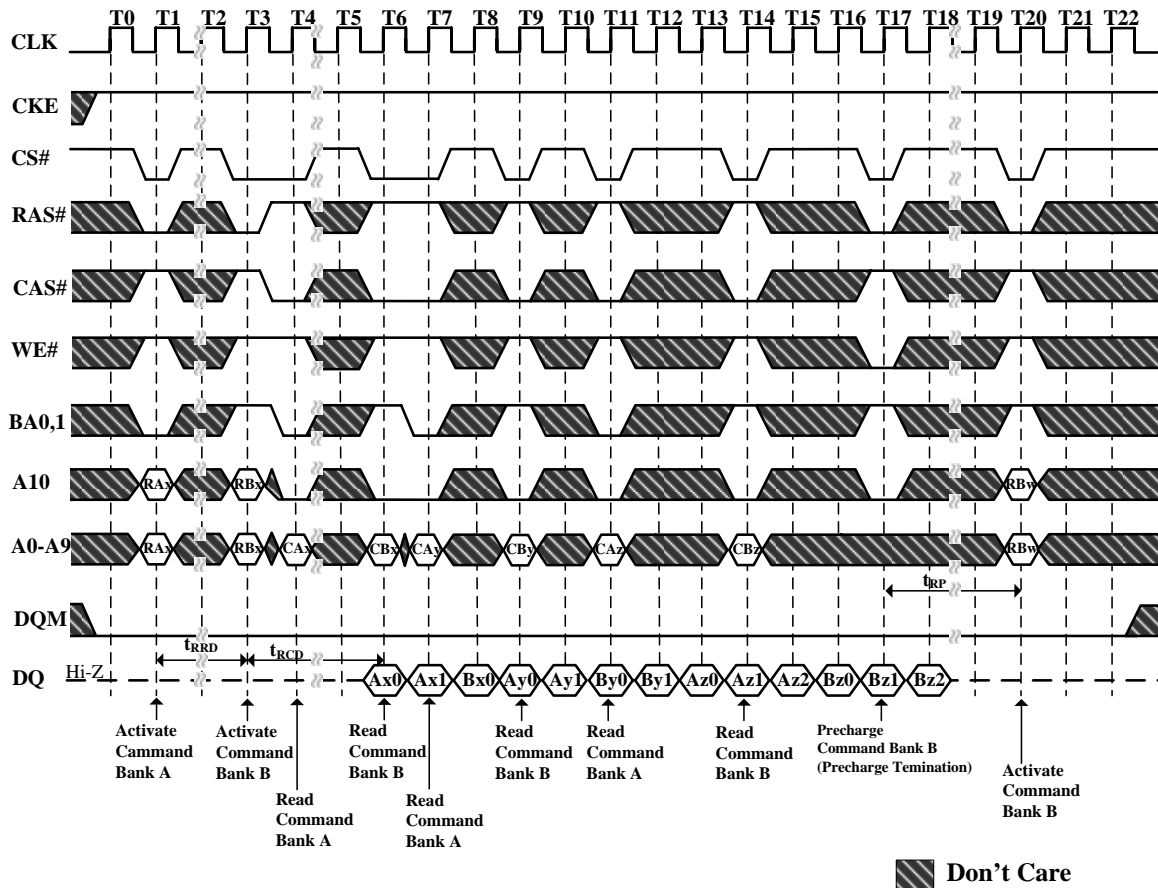 T0 T1 T2 T3 T4 T5 T6 T7 T8 T9 T10 T11 T12 T13 T14 T15 T16 T17 T18 T19 T20 T21 T22
CLK
CKE
CS#
RAS#
CAS#
WE#
BA0,1
A10 RAx RBx RBw
A0-A9 RAx RBx CAx CBx CAy CBy CAz CBz RBw
tRP
DQM
tRRD tRCD
DQ Hi-Z Ax0 Ax1 Bx0 Ay0 Ay1 By0 By1 Az0 Az1 Az2 Bz0 Bz1 Bz2
Activate
Cammand
Bank A
Activate
Command
Bank B
Read
Command
Bank A
Read
Command
Bank B
Read
Command
Bank A
Read
Command
Bank B
Read
Command
Bank A
Read
Command
Bank B
Precharge
Command Bank B
(Precharge Temination)
Activate
Command
Bank B
Don't Care